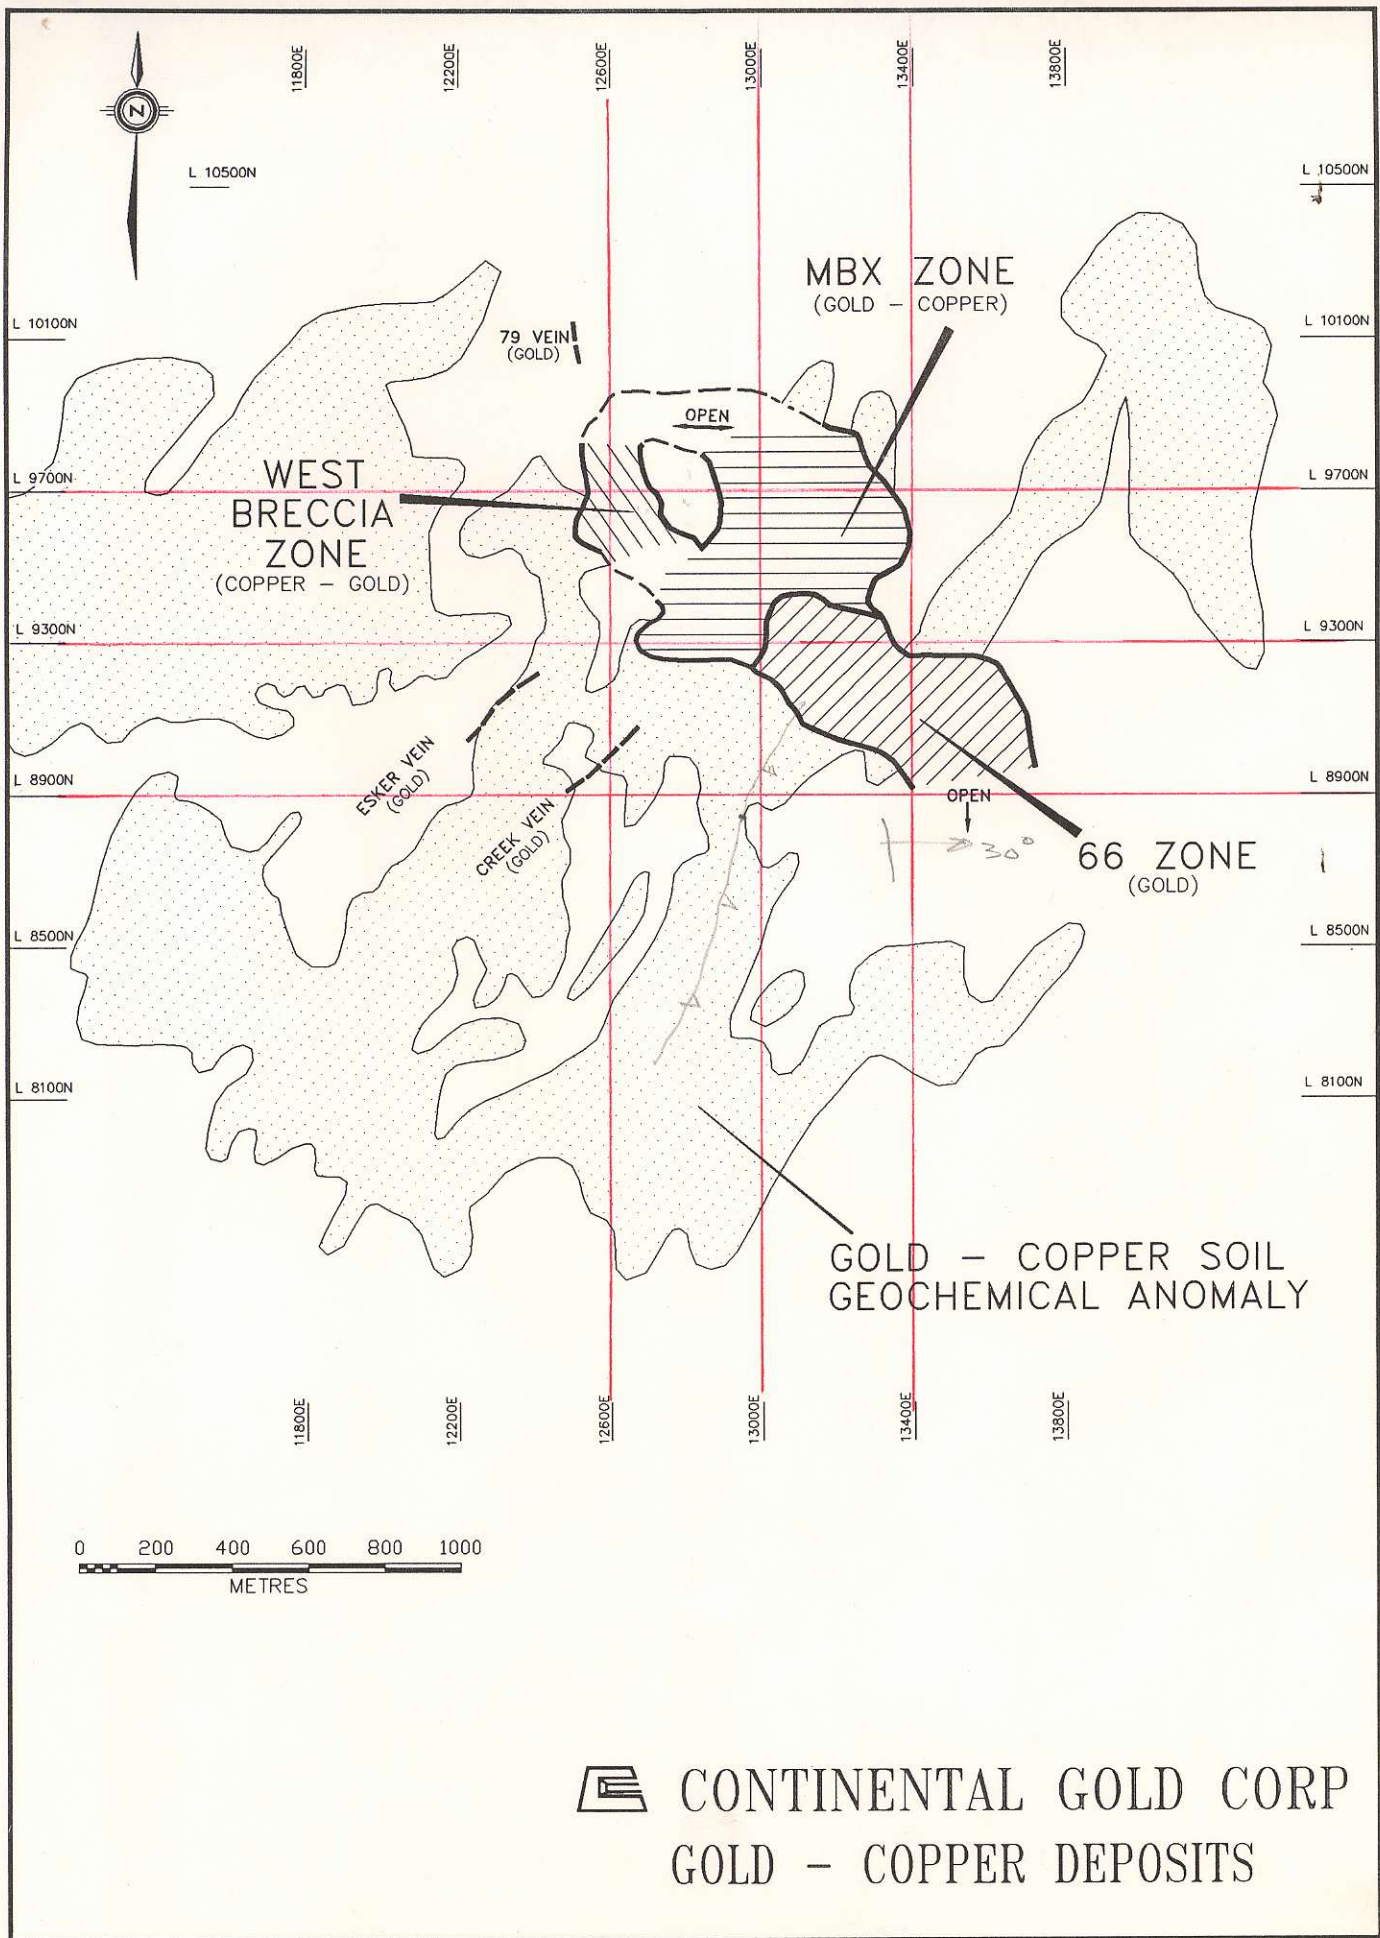 11800E
12200E
12600E
13000E
13400E
13800E
N
L 10500N
L 10500N
MBX ZONE
(GOLD – COPPER)
L 10100N
L 10100N
79 VEIN
(GOLD)
OPEN
WEST
BRECCIA
ZONE
(COPPER – GOLD)
L 9700N
L 9700N
L 9300N
L 9300N
ESKER VEIN
(GOLD)
CREEK VEIN
(GOLD)
L 8900N
L 8900N
OPEN
30°
66 ZONE
(GOLD)
L 8500N
L 8500N
L 8100N
L 8100N
GOLD – COPPER SOIL
GEOCHEMICAL ANOMALY
11800E
12200E
12600E
13000E
13400E
13800E
0 200 400 600 800 1000
METRES
CONTINENTAL GOLD CORP
GOLD – COPPER DEPOSITS